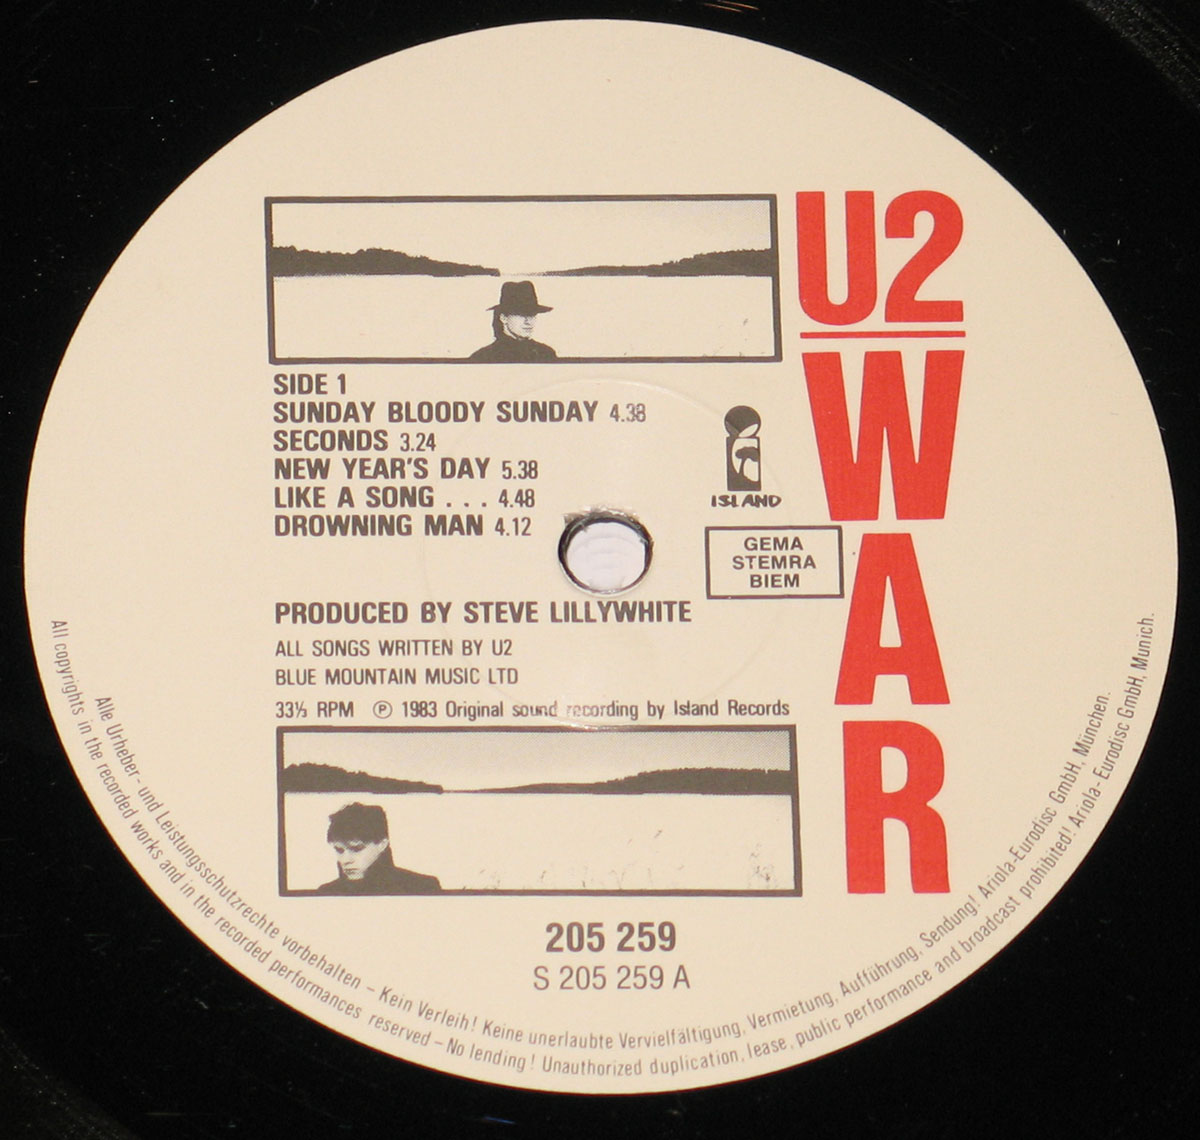 U2
WAR
SIDE 1
SUNDAY BLOODY SUNDAY 4.38
SECONDS 3.24
NEW YEAR'S DAY 5.38
LIKE A SONG . . . 4.48
DROWNING MAN 4.12
ISLAND
GEMA
STEMRA
BIEM
PRODUCED BY STEVE LILLYWHITE
ALL SONGS WRITTEN BY U2
BLUE MOUNTAIN MUSIC LTD
33⅓ RPM ℗ 1983 Original sound recording by Island Records
205 259
S 205 259 A
Alle Urheber- und Leistungsschutzrechte vorbehalten – Kein Verleih! Keine unerlaubte Vervielfältigung, Vermietung, Aufführung, Sendung! Ariola-Eurodisc GmbH, München.
All copyrights in the recorded works and in the recorded performances reserved – No lending! Unauthorized duplication, lease, public performance and broadcast prohibited! Ariola-Eurodisc GmbH, Munich.